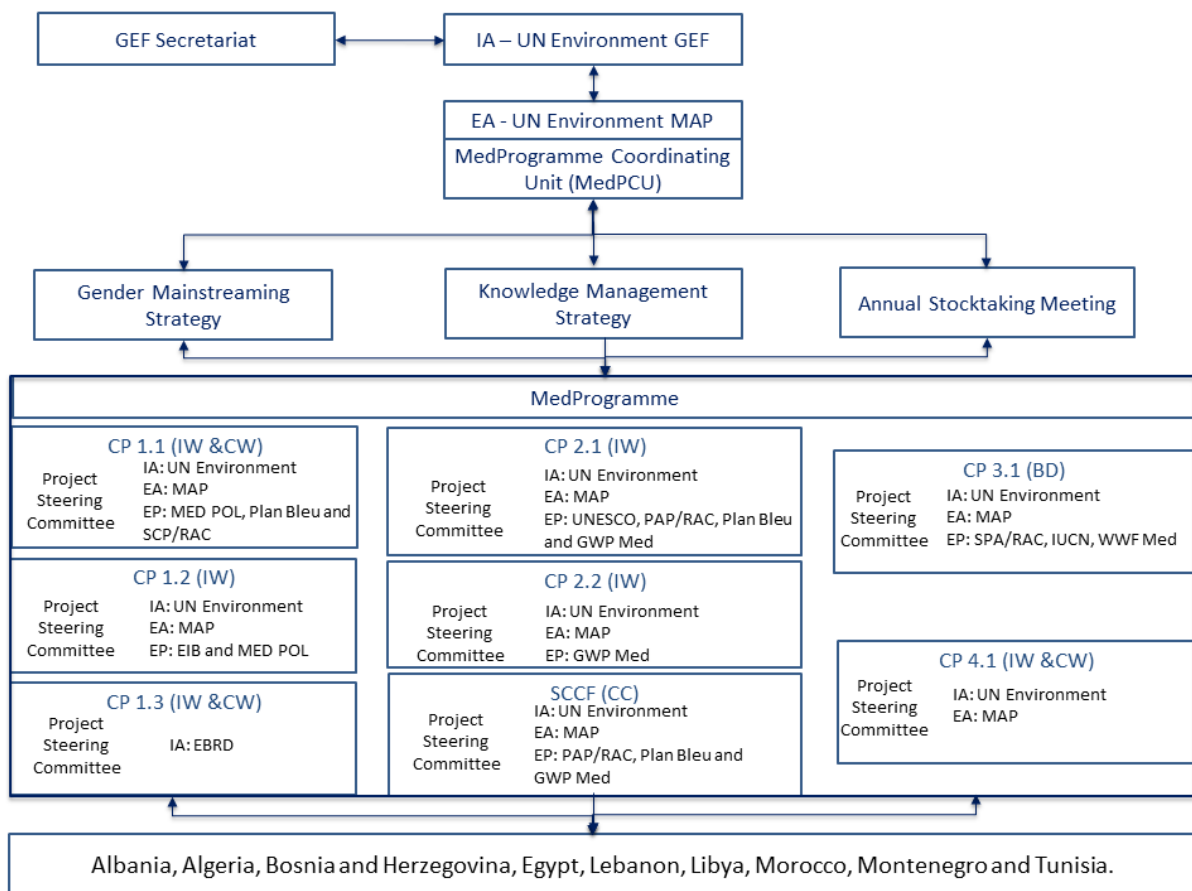 GEF Secretariat
IA – UN Environment GEF
EA - UN Environment MAP
MedProgramme Coordinating
Unit (MedPCU)
Gender Mainstreaming
Strategy
Knowledge Management
Strategy
Annual Stocktaking Meeting
MedProgramme
CP 1.1 (IW &CW)
Project
Steering
Committee
IA: UN Environment
EA: MAP
EP: MED POL, Plan Bleu and
SCP/RAC
CP 1.2 (IW)
Project
Steering
Committee
IA: UN Environment
EA: MAP
EP: EIB and MED POL
CP 1.3 (IW &CW)
Project
Steering
Committee
IA: EBRD
CP 2.1 (IW)
Project
Steering
Committee
IA: UN Environment
EA: MAP
EP: UNESCO, PAP/RAC, Plan Bleu
and GWP Med
CP 2.2 (IW)
Project
Steering
Committee
IA: UN Environment
EA: MAP
EP: GWP Med
SCCF (CC)
Project
Steering
Committee
IA: UN Environment
EA: MAP
EP: PAP/RAC, Plan Bleu and
GWP Med
CP 3.1 (BD)
Project
Steering
Committee
IA: UN Environment
EA: MAP
EP: SPA/RAC, IUCN, WWF Med
CP 4.1 (IW &CW)
Project
Steering
Committee
IA: UN Environment
EA: MAP
Albania, Algeria, Bosnia and Herzegovina, Egypt, Lebanon, Libya, Morocco, Montenegro and Tunisia.